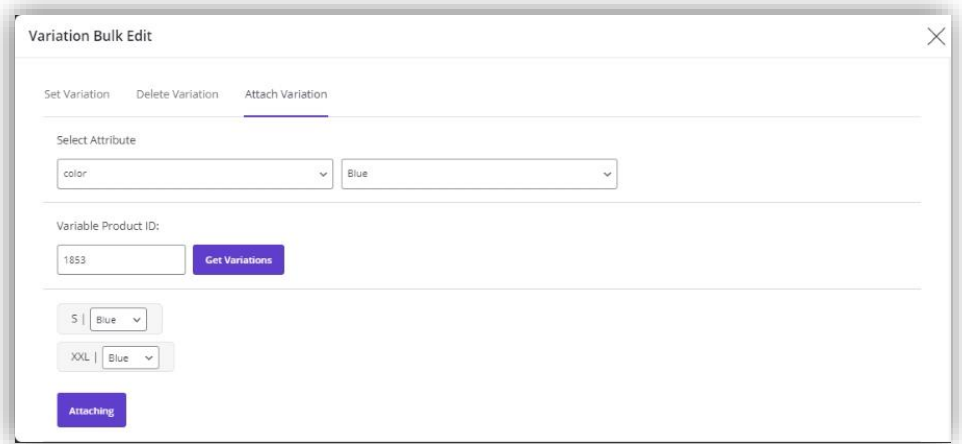 Variation Bulk Edit
Set Variation Delete Variation Attach Variation
Select Attribute
color Blue
Variable Product ID:
1853 Get Variations
S | Blue
XXL | Blue
Attaching